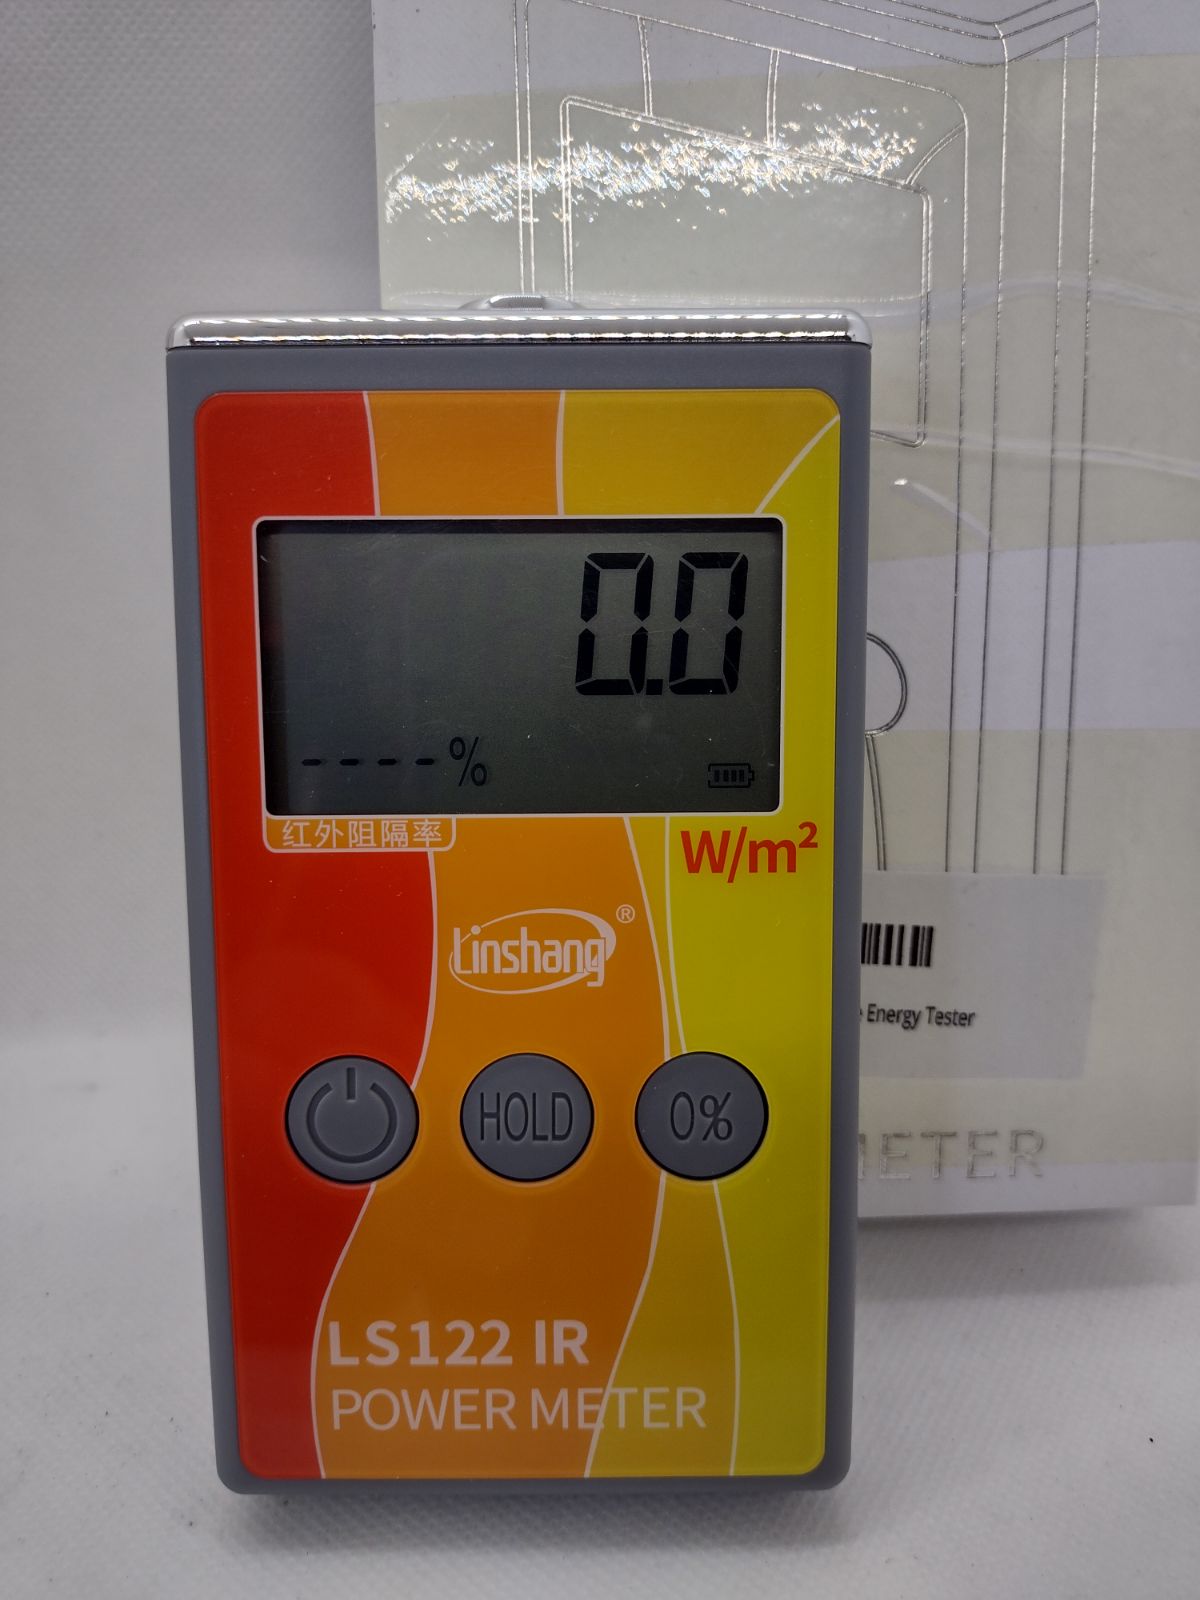 0.0
----%
红外阻隔率
W/m²
Linshang®
HOLD
0%
LS122 IR
POWER METER
Energy Tester
METER